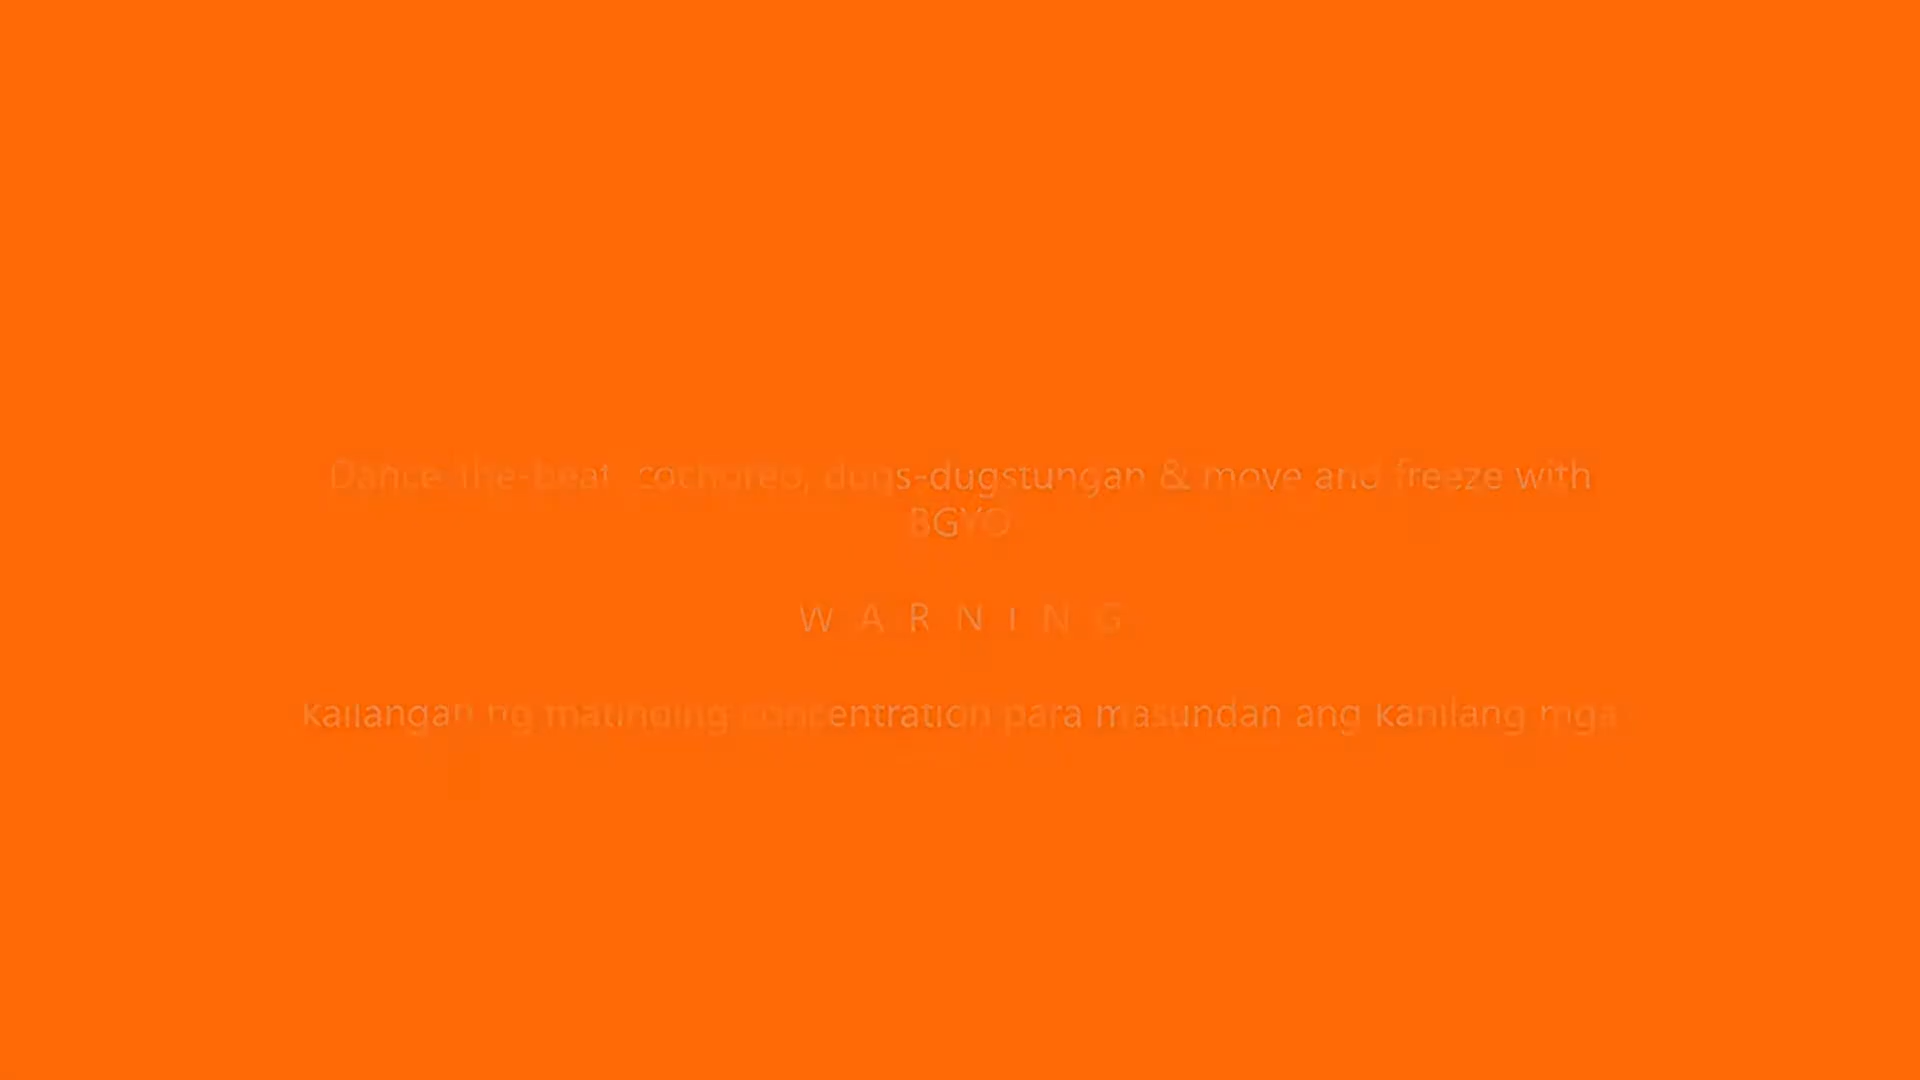 Dance-the-beat, cochoreo, dugs-dugstungan & move and freeze with
BGYO
W A R N I N G
Kailangan ng matinding concentration para masundan ang kanilang mga